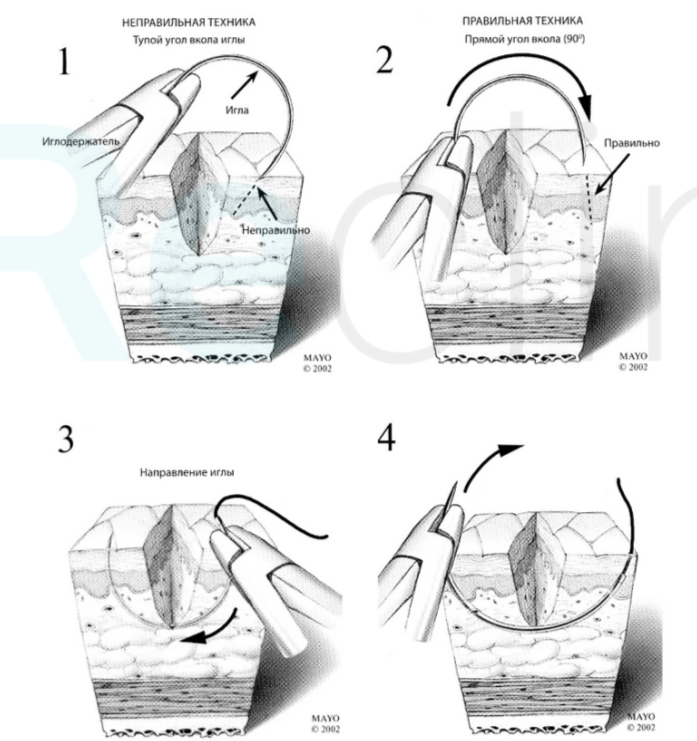 НЕПРАВИЛЬНАЯ ТЕХНИКА
Тупой угол вкола иглы
1
Игла
Иглодержатель
Неправильно
MAYO
© 2002
ПРАВИЛЬНАЯ ТЕХНИКА
Прямой угол вкола (90⁰)
2
Правильно
MAYO
© 2002
3
Направление иглы
MAYO
© 2002
4
MAYO
© 2002